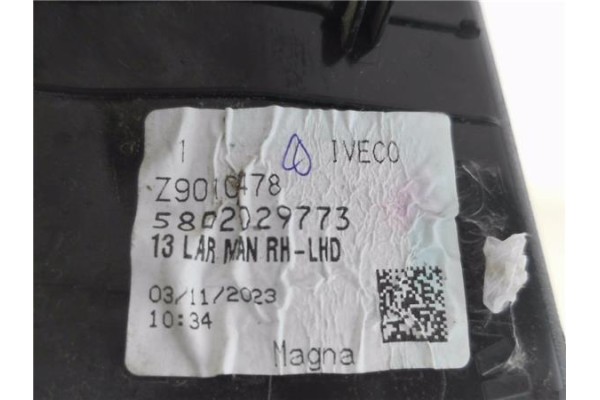 1 IVECO
Z9010478
5802029773
13 LAR MAN RH-LHD
03/11/2023
10:34
Magna